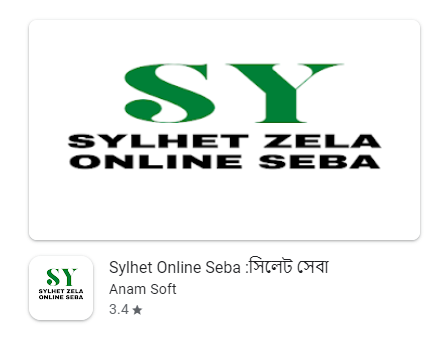 SY
SYLHET ZELA
ONLINE SEBA
SY
SYLHET ZELA
ONLINE SEBA
Sylhet Online Seba :সিলেট সেবা
Anam Soft
3.4★